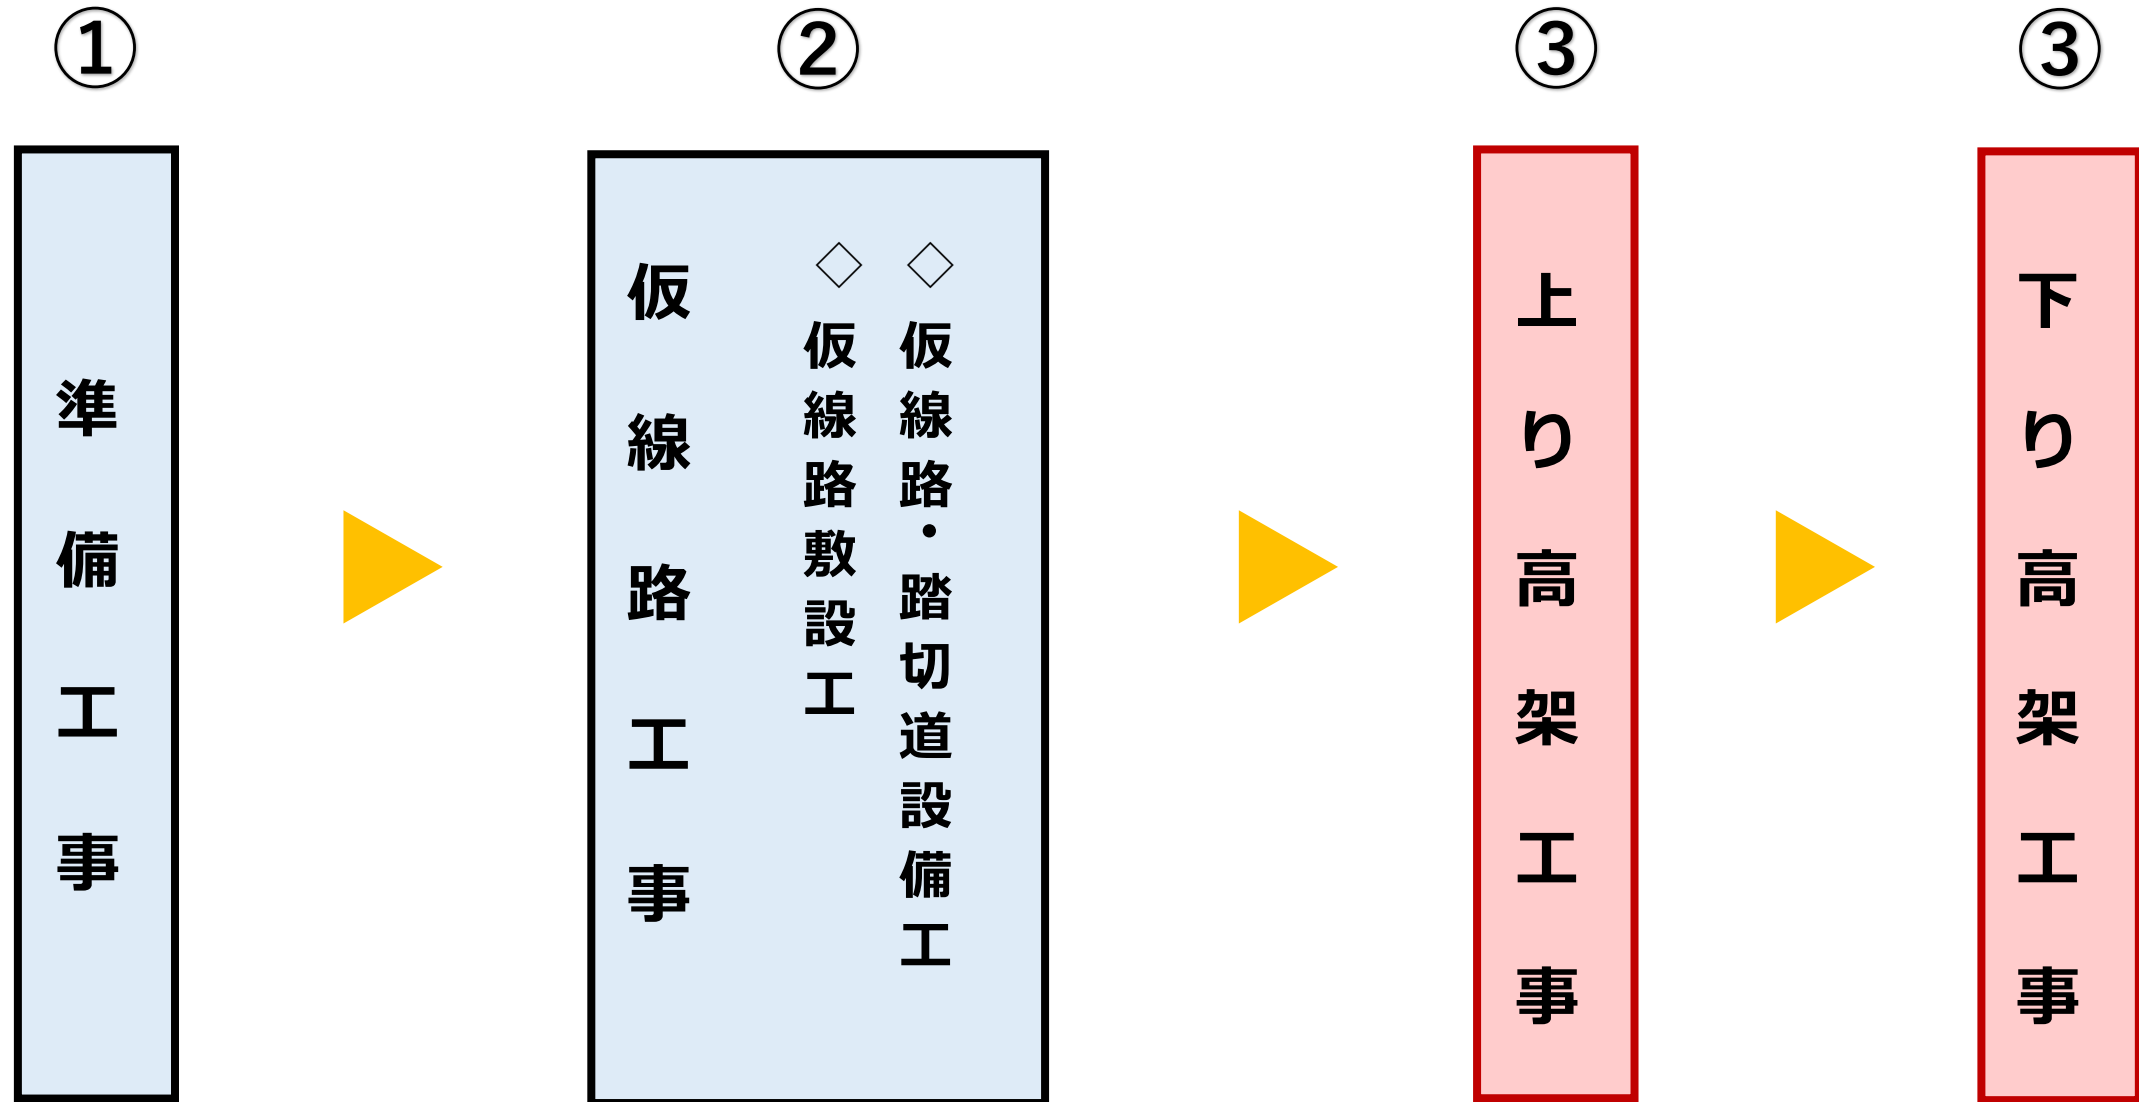 ①
準備工事
②
仮線路工事
◇仮線路敷設工
◇仮線路・踏切道設備工
③
上り高架工事
③
下り高架工事